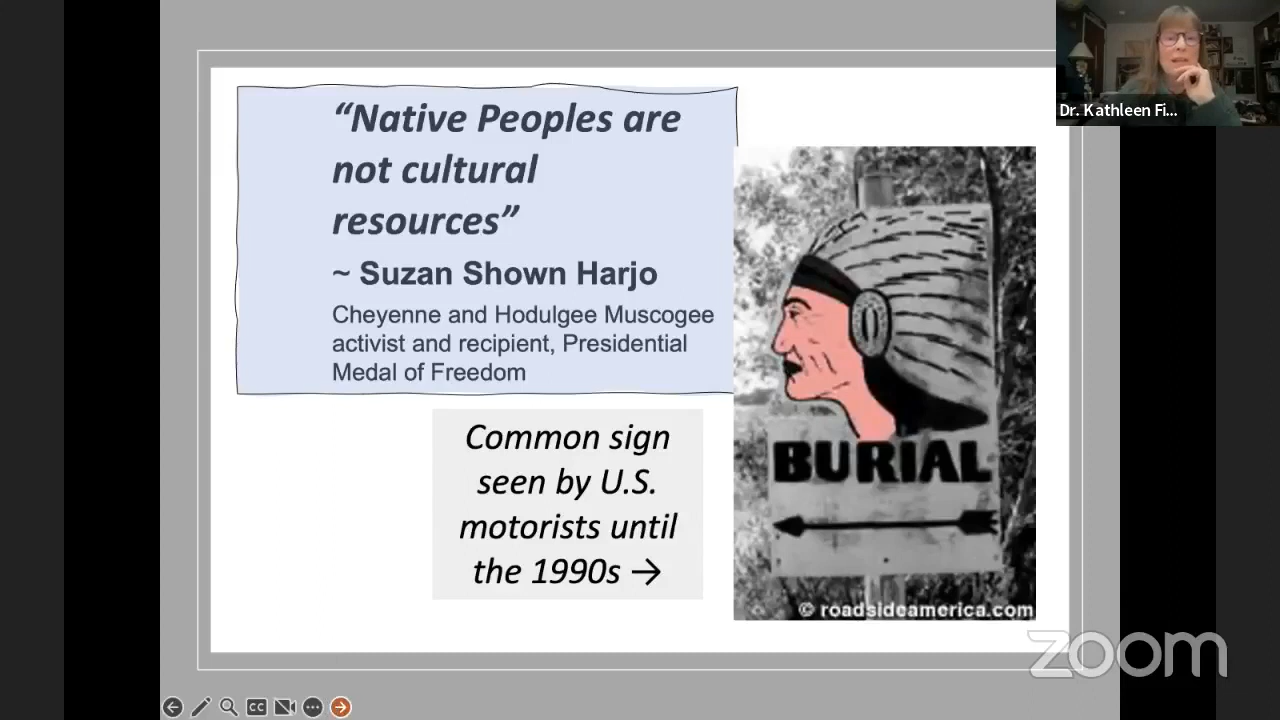 “Native Peoples are
not cultural
resources”
~ Suzan Shown Harjo
Cheyenne and Hodulgee Muscogee
activist and recipient, Presidential
Medal of Freedom
Common sign
seen by U.S.
motorists until
the 1990s →
BURIAL
© roadsideamerica.com
Dr. Kathleen Fi...
zoom
CC